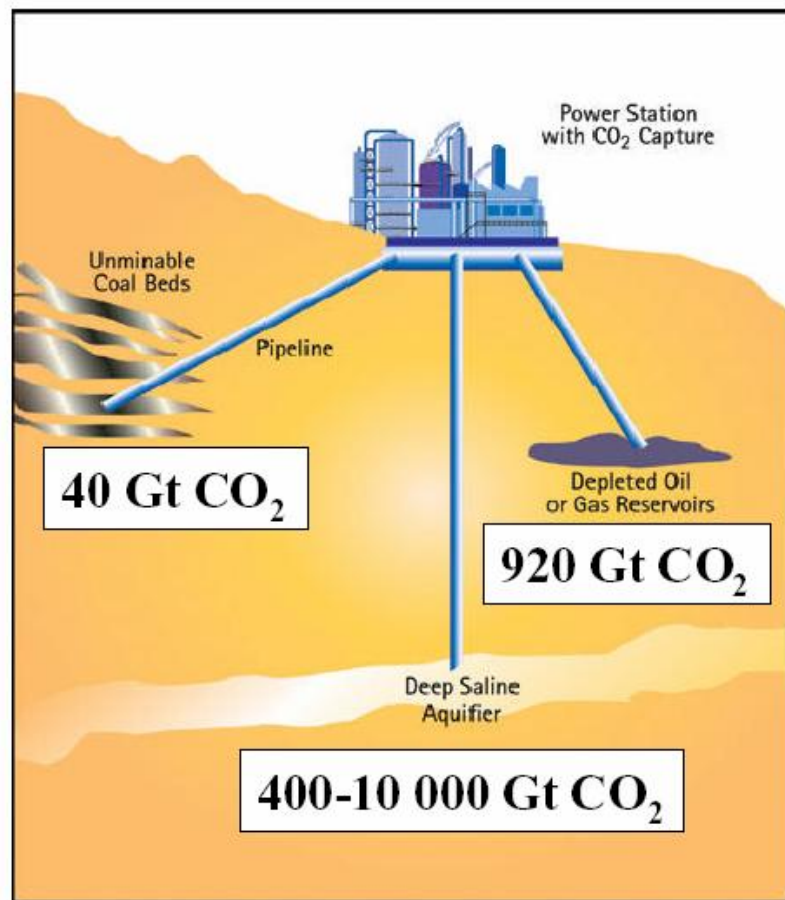 Power Station
with CO₂ Capture
Unminable
Coal Beds
Pipeline
40 Gt CO₂
Depleted Oil
or Gas Reservoirs
920 Gt CO₂
Deep Saline
Aquifier
400-10 000 Gt CO₂